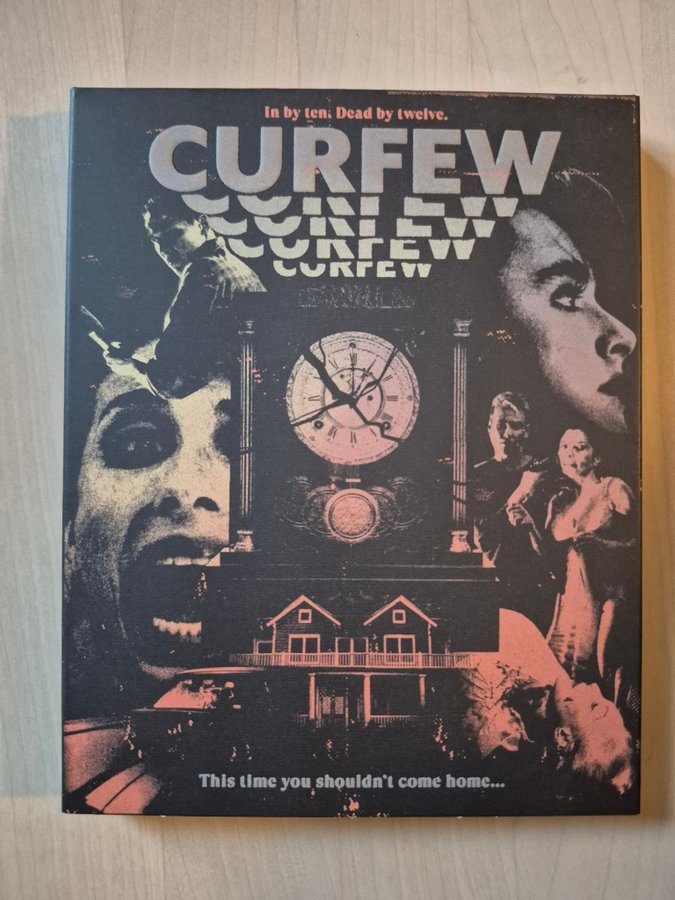 In by ten. Dead by twelve.
CURFEW
CURFEW
CURFEW
CURFEW
This time you shouldn't come home...